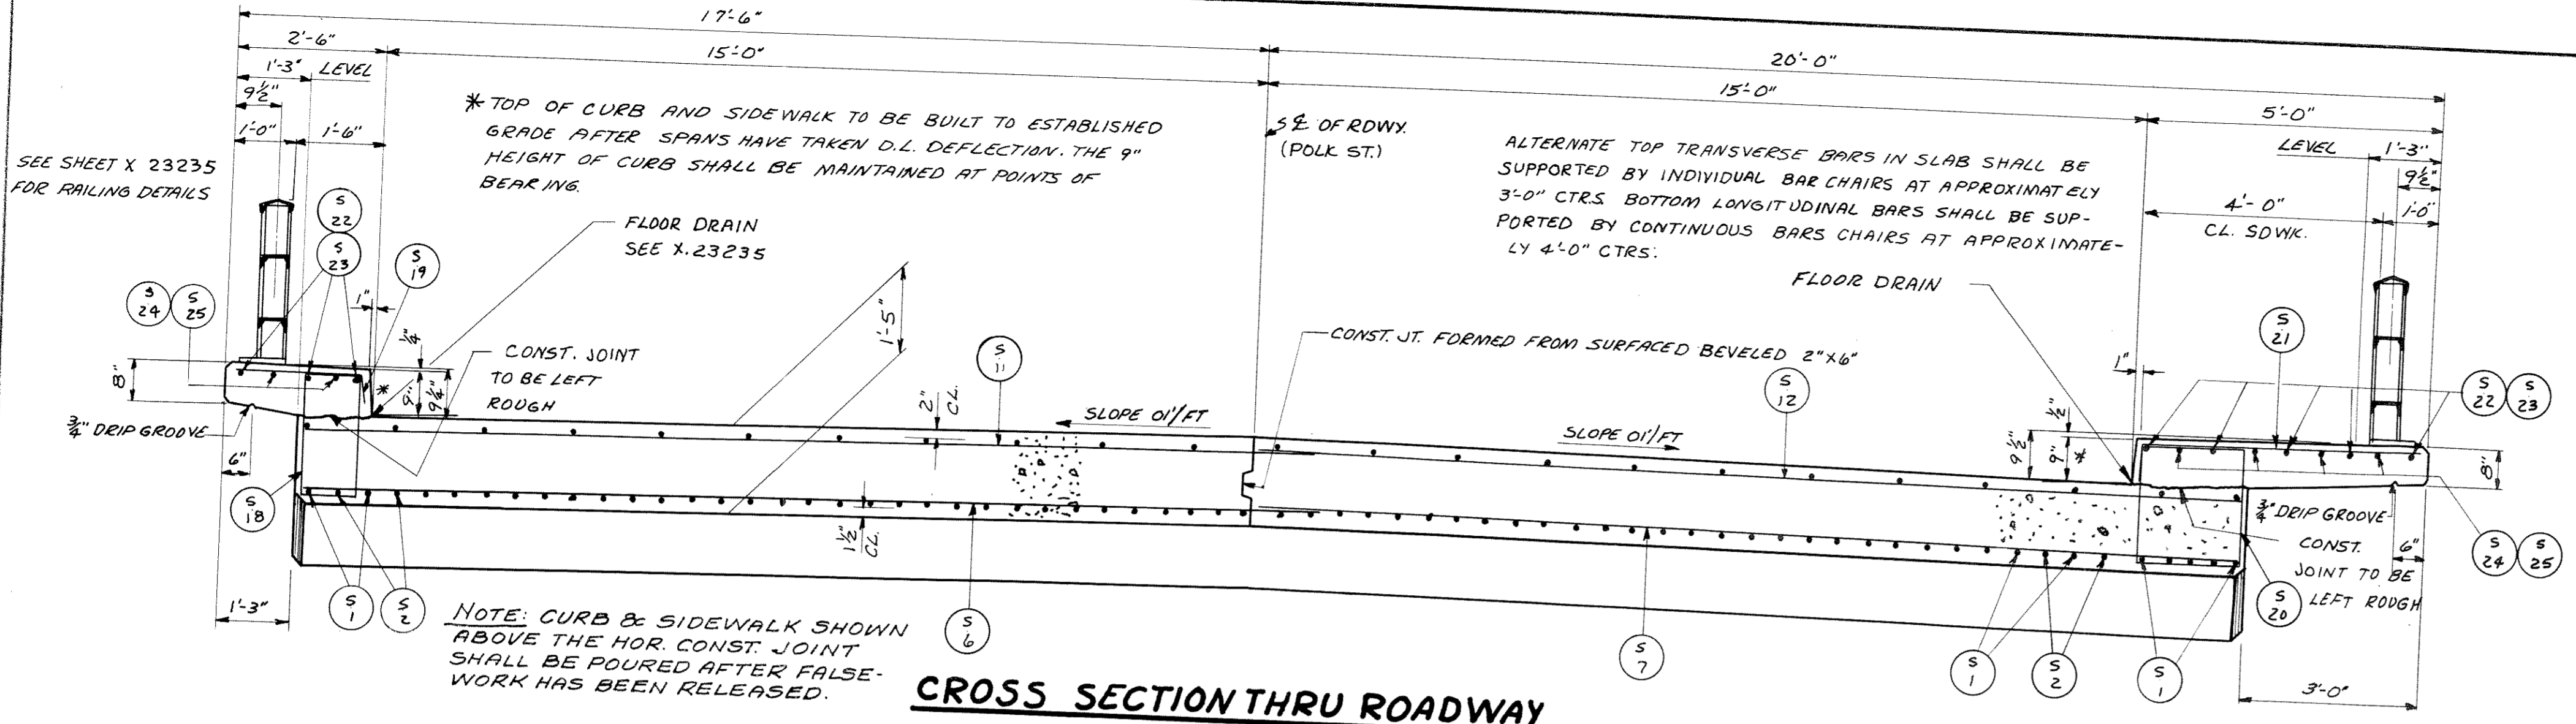 17'-6"
2'-6"
15'-0"
20'-0"
1'-3" LEVEL
15'-0"
9½"
5'-0"
1'-0" 1'-6"
LEVEL 1'-3"
9½"
4'-0" 1'-0"
CL. SDWK.
* TOP OF CURB AND SIDEWALK TO BE BUILT TO ESTABLISHED
GRADE AFTER SPANS HAVE TAKEN D.L. DEFLECTION. THE 9"
HEIGHT OF CURB SHALL BE MAINTAINED AT POINTS OF
BEARING.
S ℄ OF RDWY.
(POLK ST.)
ALTERNATE TOP TRANSVERSE BARS IN SLAB SHALL BE
SUPPORTED BY INDIVIDUAL BAR CHAIRS AT APPROXIMATELY
3'-0" CTRS. BOTTOM LONGITUDINAL BARS SHALL BE SUP-
PORTED BY CONTINUOUS BARS CHAIRS AT APPROXIMATE-
LY 4'-0" CTRS.
SEE SHEET X 23235
FOR RAILING DETAILS
FLOOR DRAIN
SEE X.23235
FLOOR DRAIN
S 22
S 23
S 19
S 24 S 25
1"
¼"
1'-5"
CONST. JOINT
TO BE LEFT
ROUGH
8"
*
9"
9¼"
¾" DRIP GROOVE
6"
S 18
2" CL.
S 11
SLOPE 01'/FT
CONST. JT. FORMED FROM SURFACED BEVELED 2"X6"
S 12
SLOPE 01'/FT
1"
S 21
S 22 S 23
½"
9½"
9"
*
8"
¾" DRIP GROOVE
CONST.
JOINT TO BE
LEFT ROUGH
6"
S 24 S 25
S 20
1½" CL.
1'-3"
S 1
S 2
S 6
S 7
S 1
S 2
S 1
3'-0"
NOTE: CURB & SIDEWALK SHOWN
ABOVE THE HOR. CONST. JOINT
SHALL BE POURED AFTER FALSE-
WORK HAS BEEN RELEASED.
CROSS SECTION THRU ROADWAY